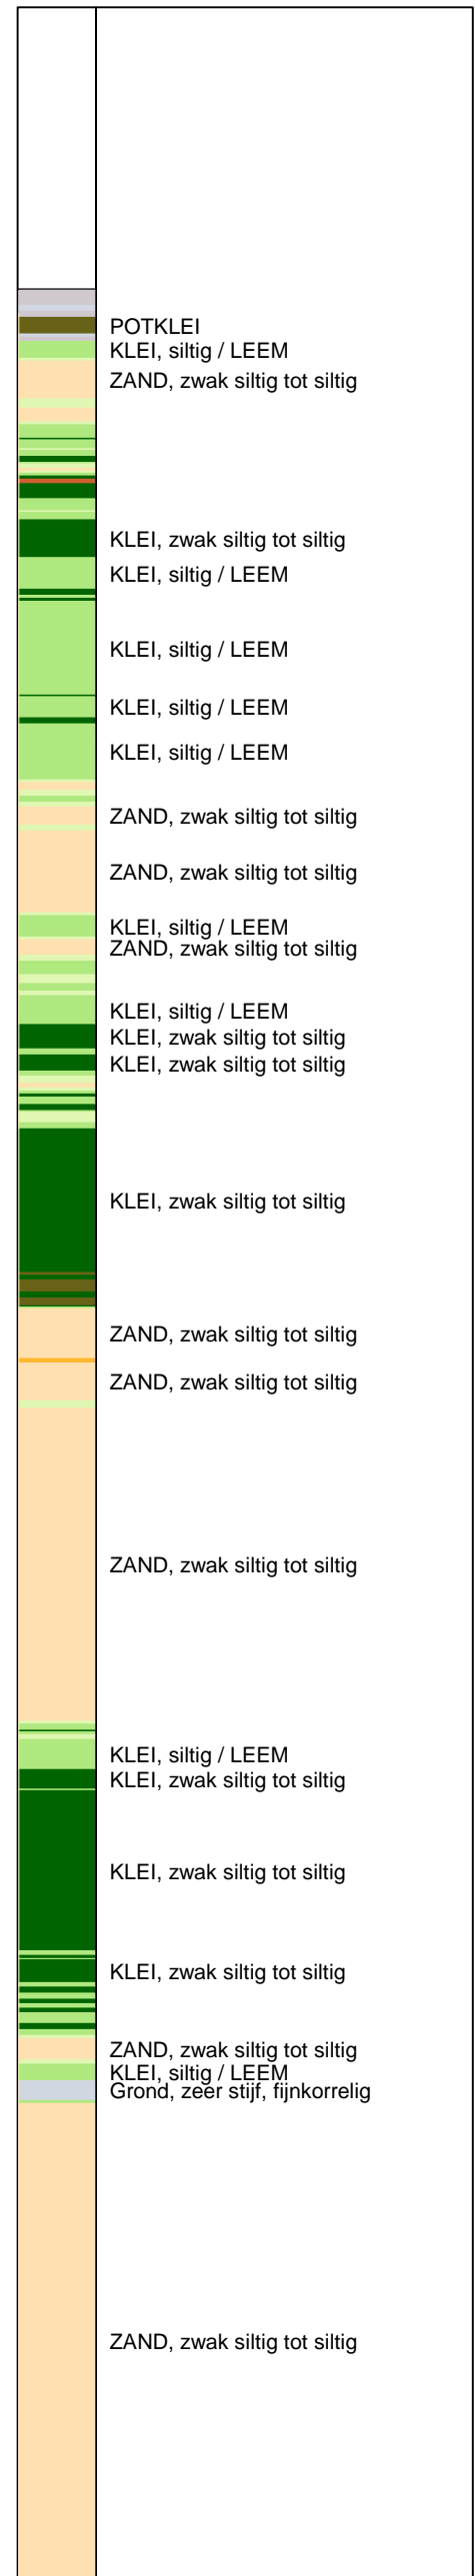 POTKLEI
KLEI, siltig / LEEM
ZAND, zwak siltig tot siltig
KLEI, zwak siltig tot siltig
KLEI, siltig / LEEM
KLEI, siltig / LEEM
KLEI, siltig / LEEM
KLEI, siltig / LEEM
ZAND, zwak siltig tot siltig
ZAND, zwak siltig tot siltig
KLEI, siltig / LEEM
ZAND, zwak siltig tot siltig
KLEI, siltig / LEEM
KLEI, zwak siltig tot siltig
KLEI, zwak siltig tot siltig
KLEI, zwak siltig tot siltig
ZAND, zwak siltig tot siltig
ZAND, zwak siltig tot siltig
ZAND, zwak siltig tot siltig
KLEI, siltig / LEEM
KLEI, zwak siltig tot siltig
KLEI, zwak siltig tot siltig
KLEI, zwak siltig tot siltig
ZAND, zwak siltig tot siltig
KLEI, siltig / LEEM
Grond, zeer stijf, fijnkorrelig
ZAND, zwak siltig tot siltig